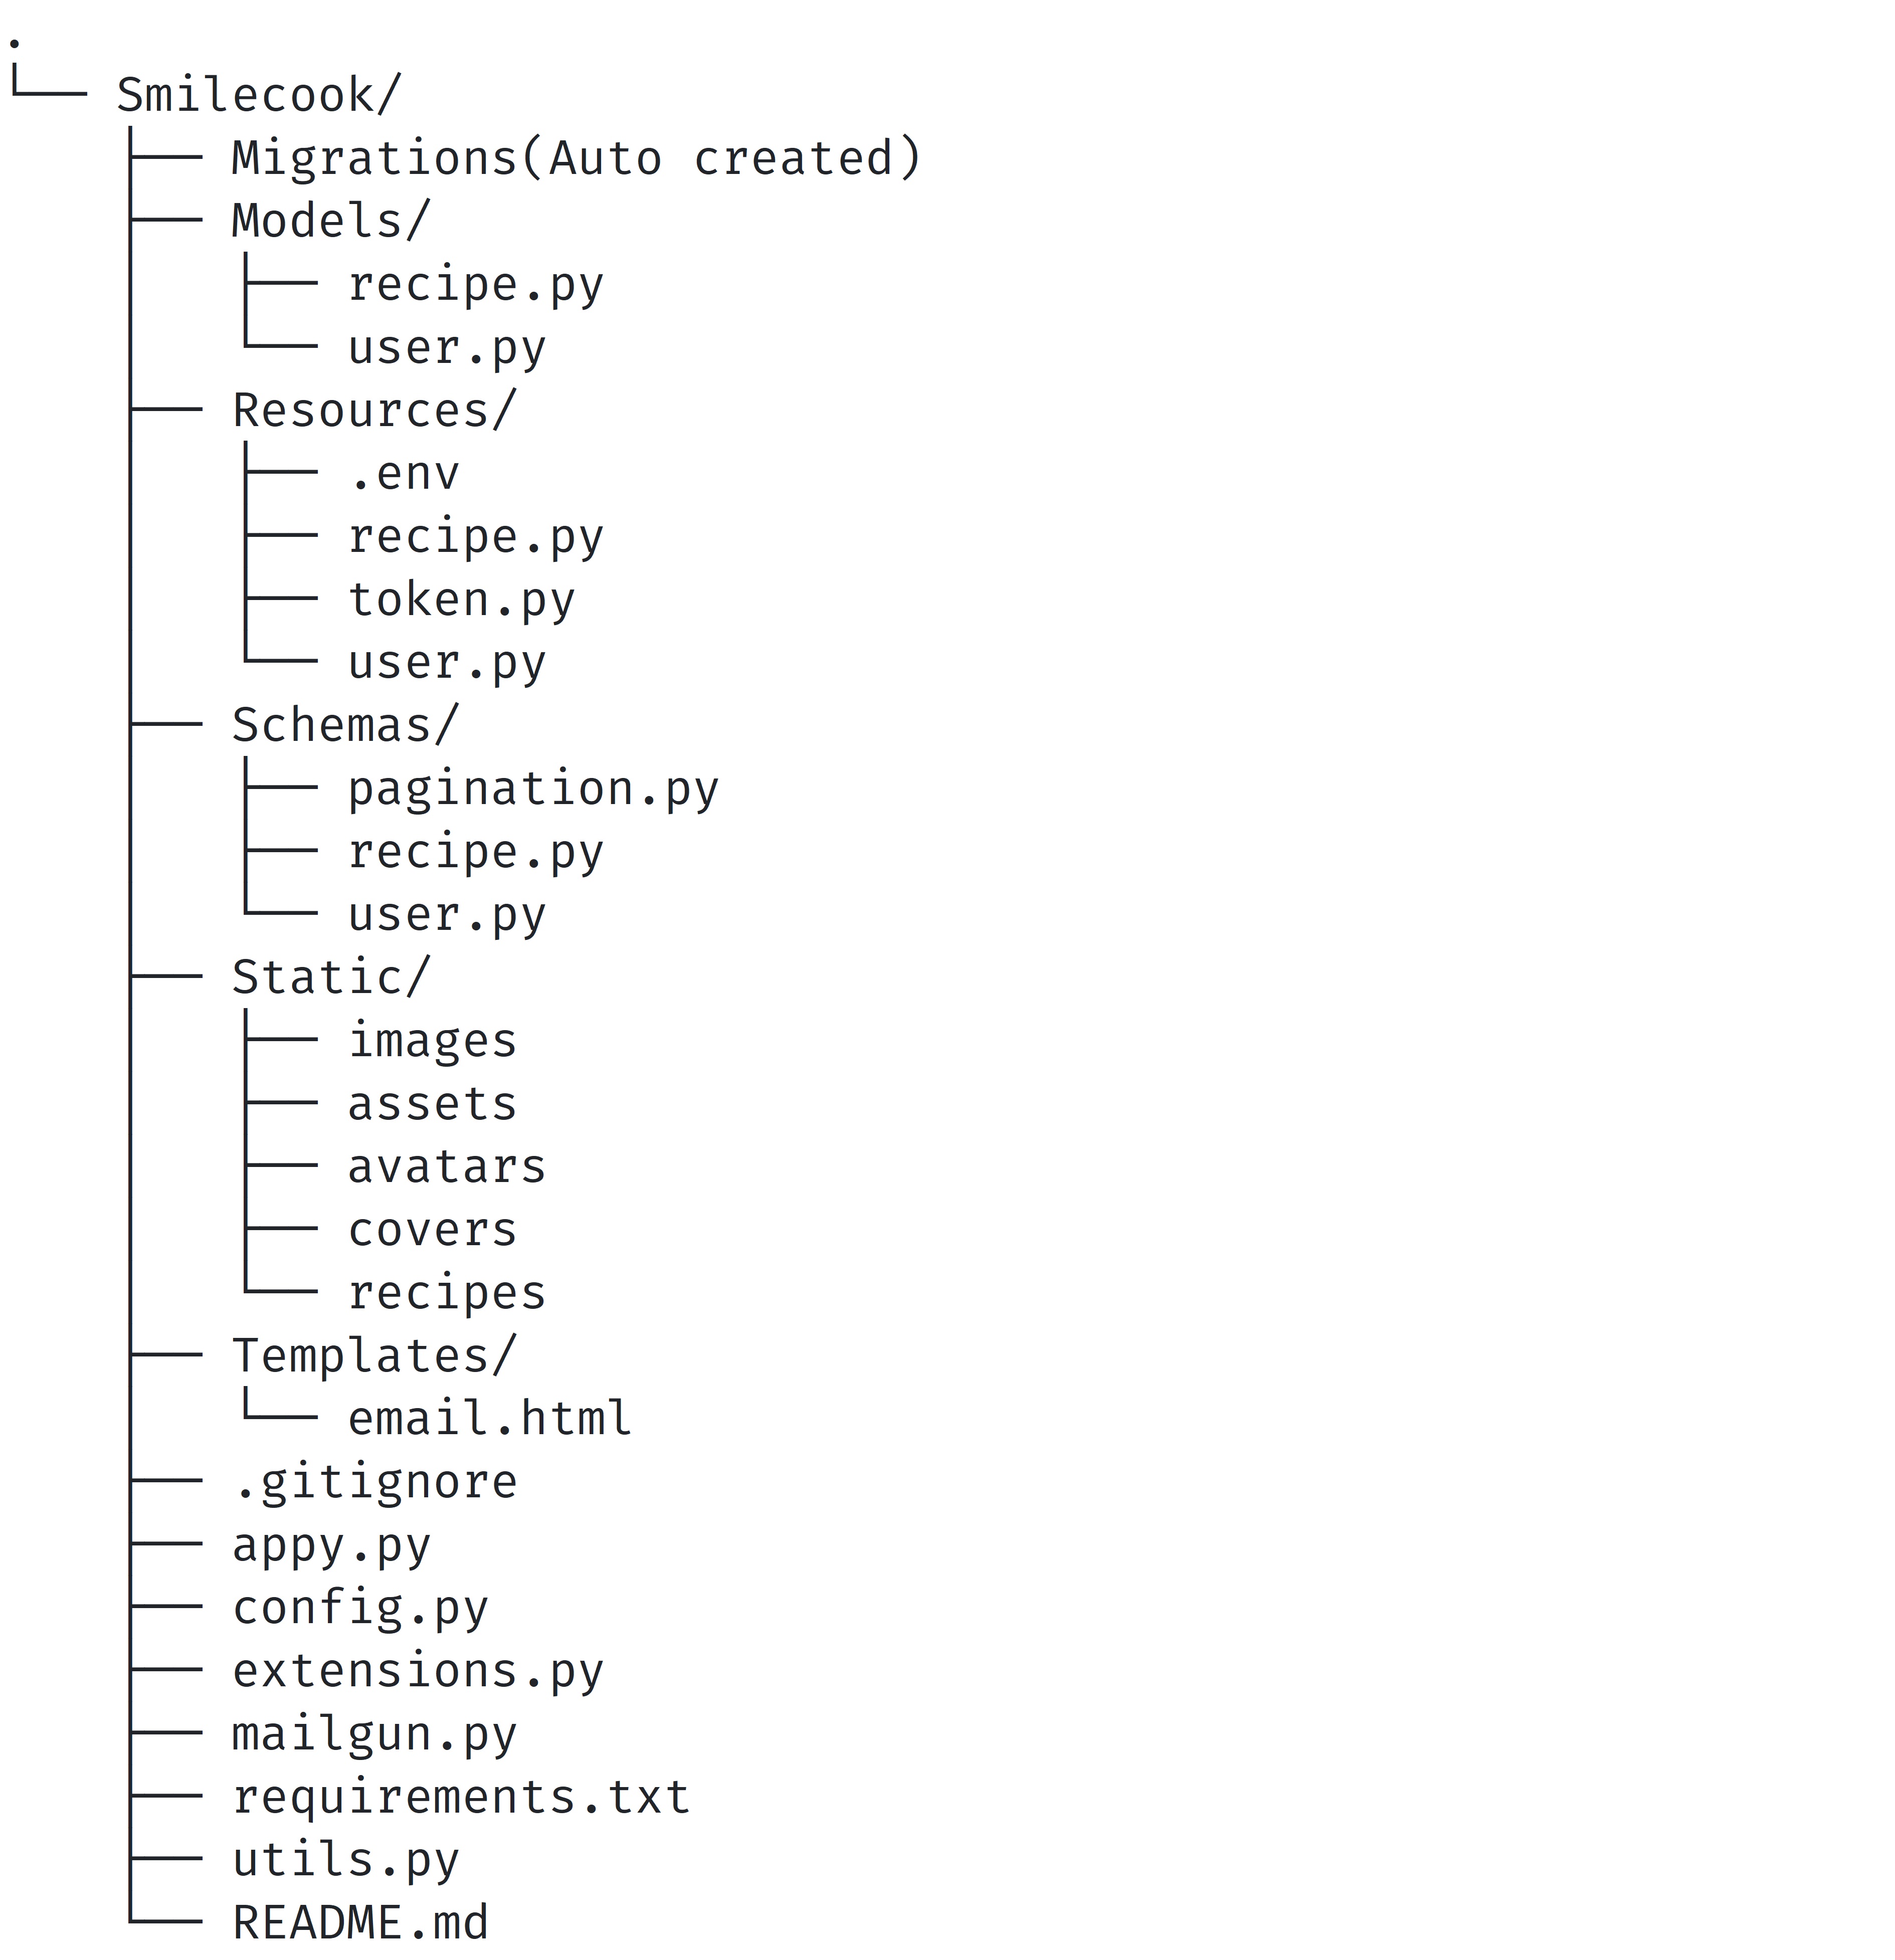 .
└── Smilecook/
    ├── Migrations(Auto created)
    ├── Models/
    │   ├── recipe.py
    │   └── user.py
    ├── Resources/
    │   ├── .env
    │   ├── recipe.py
    │   ├── token.py
    │   └── user.py
    ├── Schemas/
    │   ├── pagination.py
    │   ├── recipe.py
    │   └── user.py
    ├── Static/
    │   ├── images
    │   ├── assets
    │   ├── avatars
    │   ├── covers
    │   └── recipes
    ├── Templates/
    │   └── email.html
    ├── .gitignore
    ├── appy.py
    ├── config.py
    ├── extensions.py
    ├── mailgun.py
    ├── requirements.txt
    ├── utils.py
    └── README.md